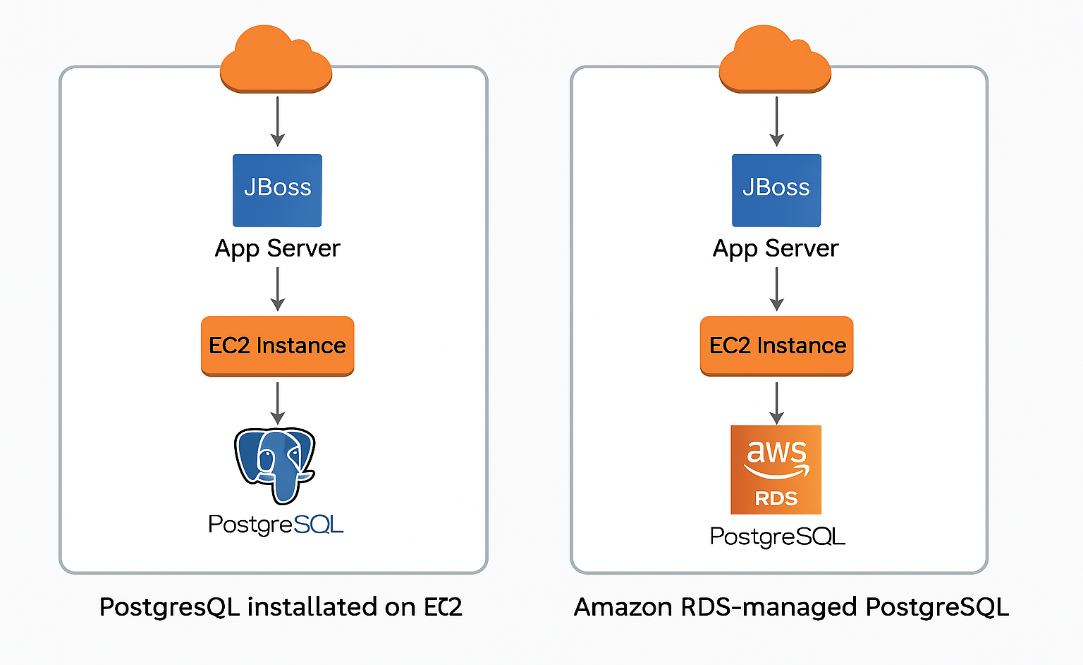 JBoss
App Server
EC2 Instance
PostgreSQL
PostgresQL installated on EC2
JBoss
App Server
EC2 Instance
aws
RDS
PostgreSQL
Amazon RDS-managed PostgreSQL